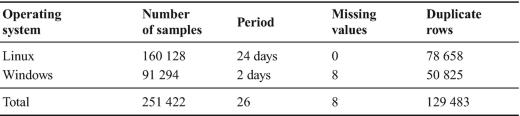 Operating system Number of samples Period Missing values Duplicate rows
Linux 160 128 24 days 0 78 658
Windows 91 294 2 days 8 50 825
Total 251 422 26 8 129 483